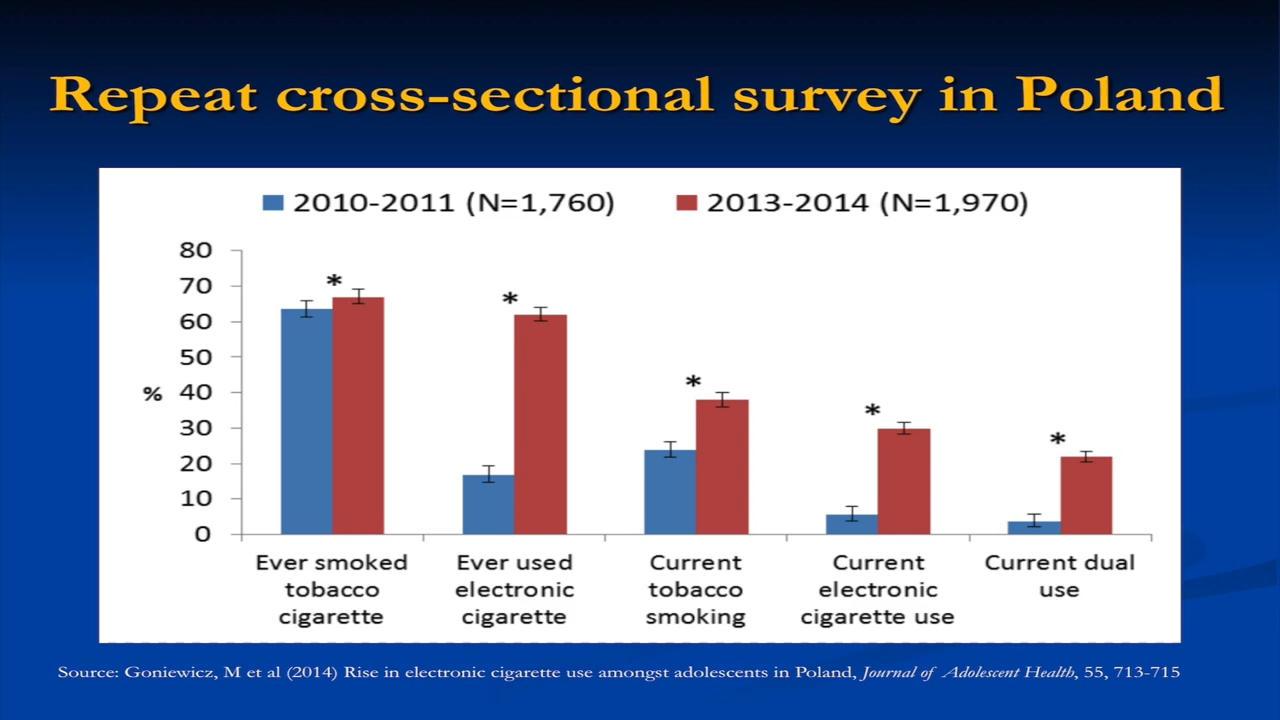 Repeat cross-sectional survey in Poland
2010-2011 (N=1,760) 2013-2014 (N=1,970)
80
70
60
50
40
30
20
10
0
%
* * * * *
Ever smoked tobacco cigarette
Ever used electronic cigarette
Current tobacco smoking
Current electronic cigarette use
Current dual use
Source: Goniewicz, M et al (2014) Rise in electronic cigarette use amongst adolescents in Poland, Journal of Adolescent Health, 55, 713-715